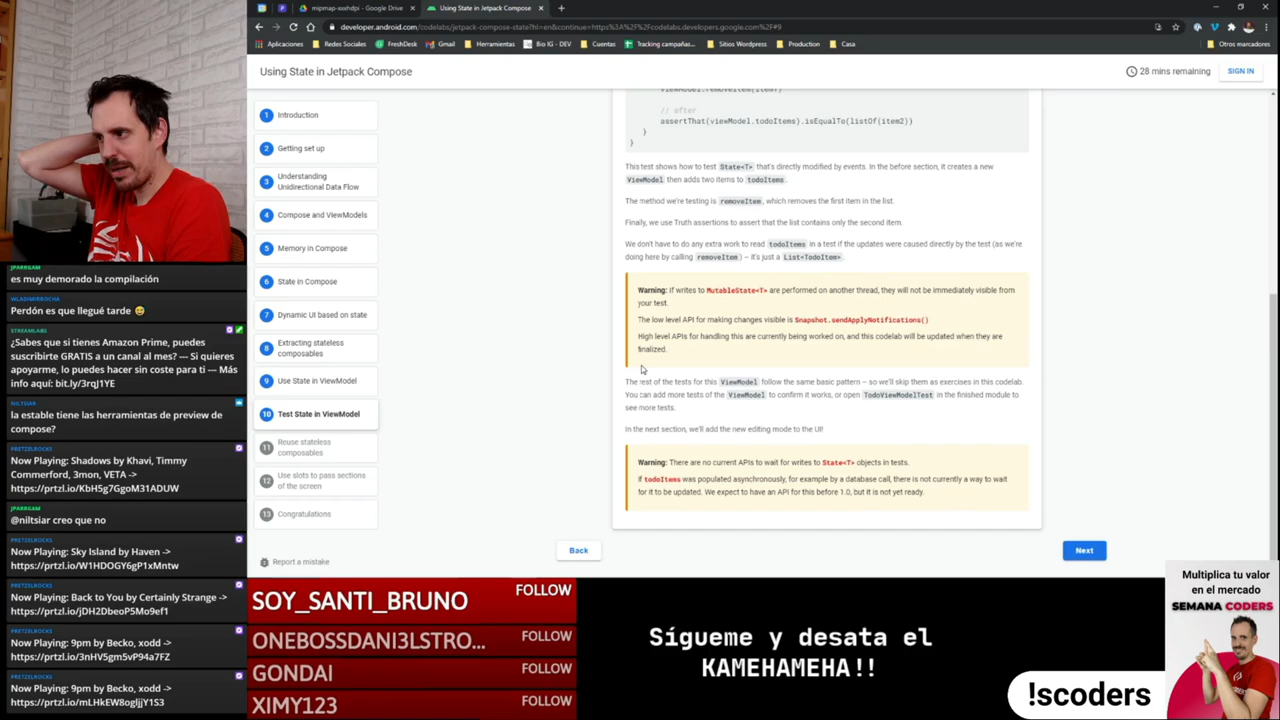 mipmap-xxhdpi - Google Drive
Using State in Jetpack Compose
developer.android.com/codelabs/jetpack-compose-state?hl=en&continue=https%3A%2F%2Fcodelabs.developers.google.com%2F#9
Aplicaciones
Redes Sociales
FreshDesk
Gmail
Herramientas
Bio IG - DEV
Cuentas
Tracking campañas...
Sitios Wordpress
Production
Casa
Otros marcadores
Using State in Jetpack Compose
28 mins remaining
SIGN IN
1 Introduction
2 Getting set up
3 Understanding
Unidirectional Data Flow
4 Compose and ViewModels
5 Memory in Compose
6 State in Compose
7 Dynamic UI based on state
8 Extracting stateless
composables
9 Use State in ViewModel
10 Test State in ViewModel
11 Reuse stateless
composables
12 Use slots to pass sections
of the screen
13 Congratulations
Report a mistake
viewModel.removeItem(item1)
// after
assertThat(viewModel.todoItems).isEqualTo(listOf(item2))
}
}
This test shows how to test State<T> that's directly modified by events. In the before section, it creates a new
ViewModel then adds two items to todoItems.
The method we're testing is removeItem, which removes the first item in the list.
Finally, we use Truth assertions to assert that the list contains only the second item.
We don't have to do any extra work to read todoItems in a test if the updates were caused directly by the test (as we're
doing here by calling removeItem) – it's just a List<TodoItem>.
Warning: If writes to MutableState<T> are performed on another thread, they will not be immediately visible from
your test.
The low level API for making changes visible is Snapshot.sendApplyNotifications()
High level APIs for handling this are currently being worked on, and this codelab will be updated when they are
finalized.
The rest of the tests for this ViewModel follow the same basic pattern – so we'll skip them as exercises in this codelab.
You can add more tests of the ViewModel to confirm it works, or open TodoViewModelTest in the finished module to
see more tests.
In the next section, we'll add the new editing mode to the UI!
Warning: There are no current APIs to wait for writes to State<T> objects in tests.
If todoItems was populated asynchronously, for example by a database call, there is not currently a way to wait
for it to be updated. We expect to have an API for this before 1.0, but it is not yet ready.
Back
Next
JPARRGAM
es muy demorado la compilación
WLADIMIRROCHA
Perdón es que llegué tarde 😅
STREAMLABS
¿Sabes que si tienes Amazon Prime, puedes
suscribirte GRATIS a un canal al mes? --- Si quieres
apoyarme, puedes hacer sin coste para ti --- Más
info aquí: bit.ly/3rqJ1YE
NILTSIAR
la estable tiene las herramientas de preview de
compose?
PRETZELROCKS
Now Playing: Shadows by Khavi, Timmy
Commerford, 3mon, VETA ->
https://prtzl.io/KbH5g7GpoM31ADUW
JPARRGAM
@niltsiar creo que no
PRETZELROCKS
Now Playing: Sky Island by Haven ->
https://prtzl.io/W1HDOGY6gP1xMntw
PRETZELROCKS
Now Playing: Back to You by Certainly Strange ->
https://prtzl.io/jDH2DbeoP5Mo9ef1
PRETZELROCKS
Now Playing: 9pm by Becko, xodd ->
https://prtzl.io/3nHV5gm5vP94a7FZ
PRETZELROCKS
Now Playing: 9pm by Becko, xodd ->
SOY_SANTI_BRUNO FOLLOW
ONEBOSSDANI3LSTRO... FOLLOW
GONDAI FOLLOW
XIMY123 FOLLOW
Sígueme y desata el
KAMEHAMEHA!!
Multiplica tu valor
en el mercado
SEMANA CODERS
!scoders